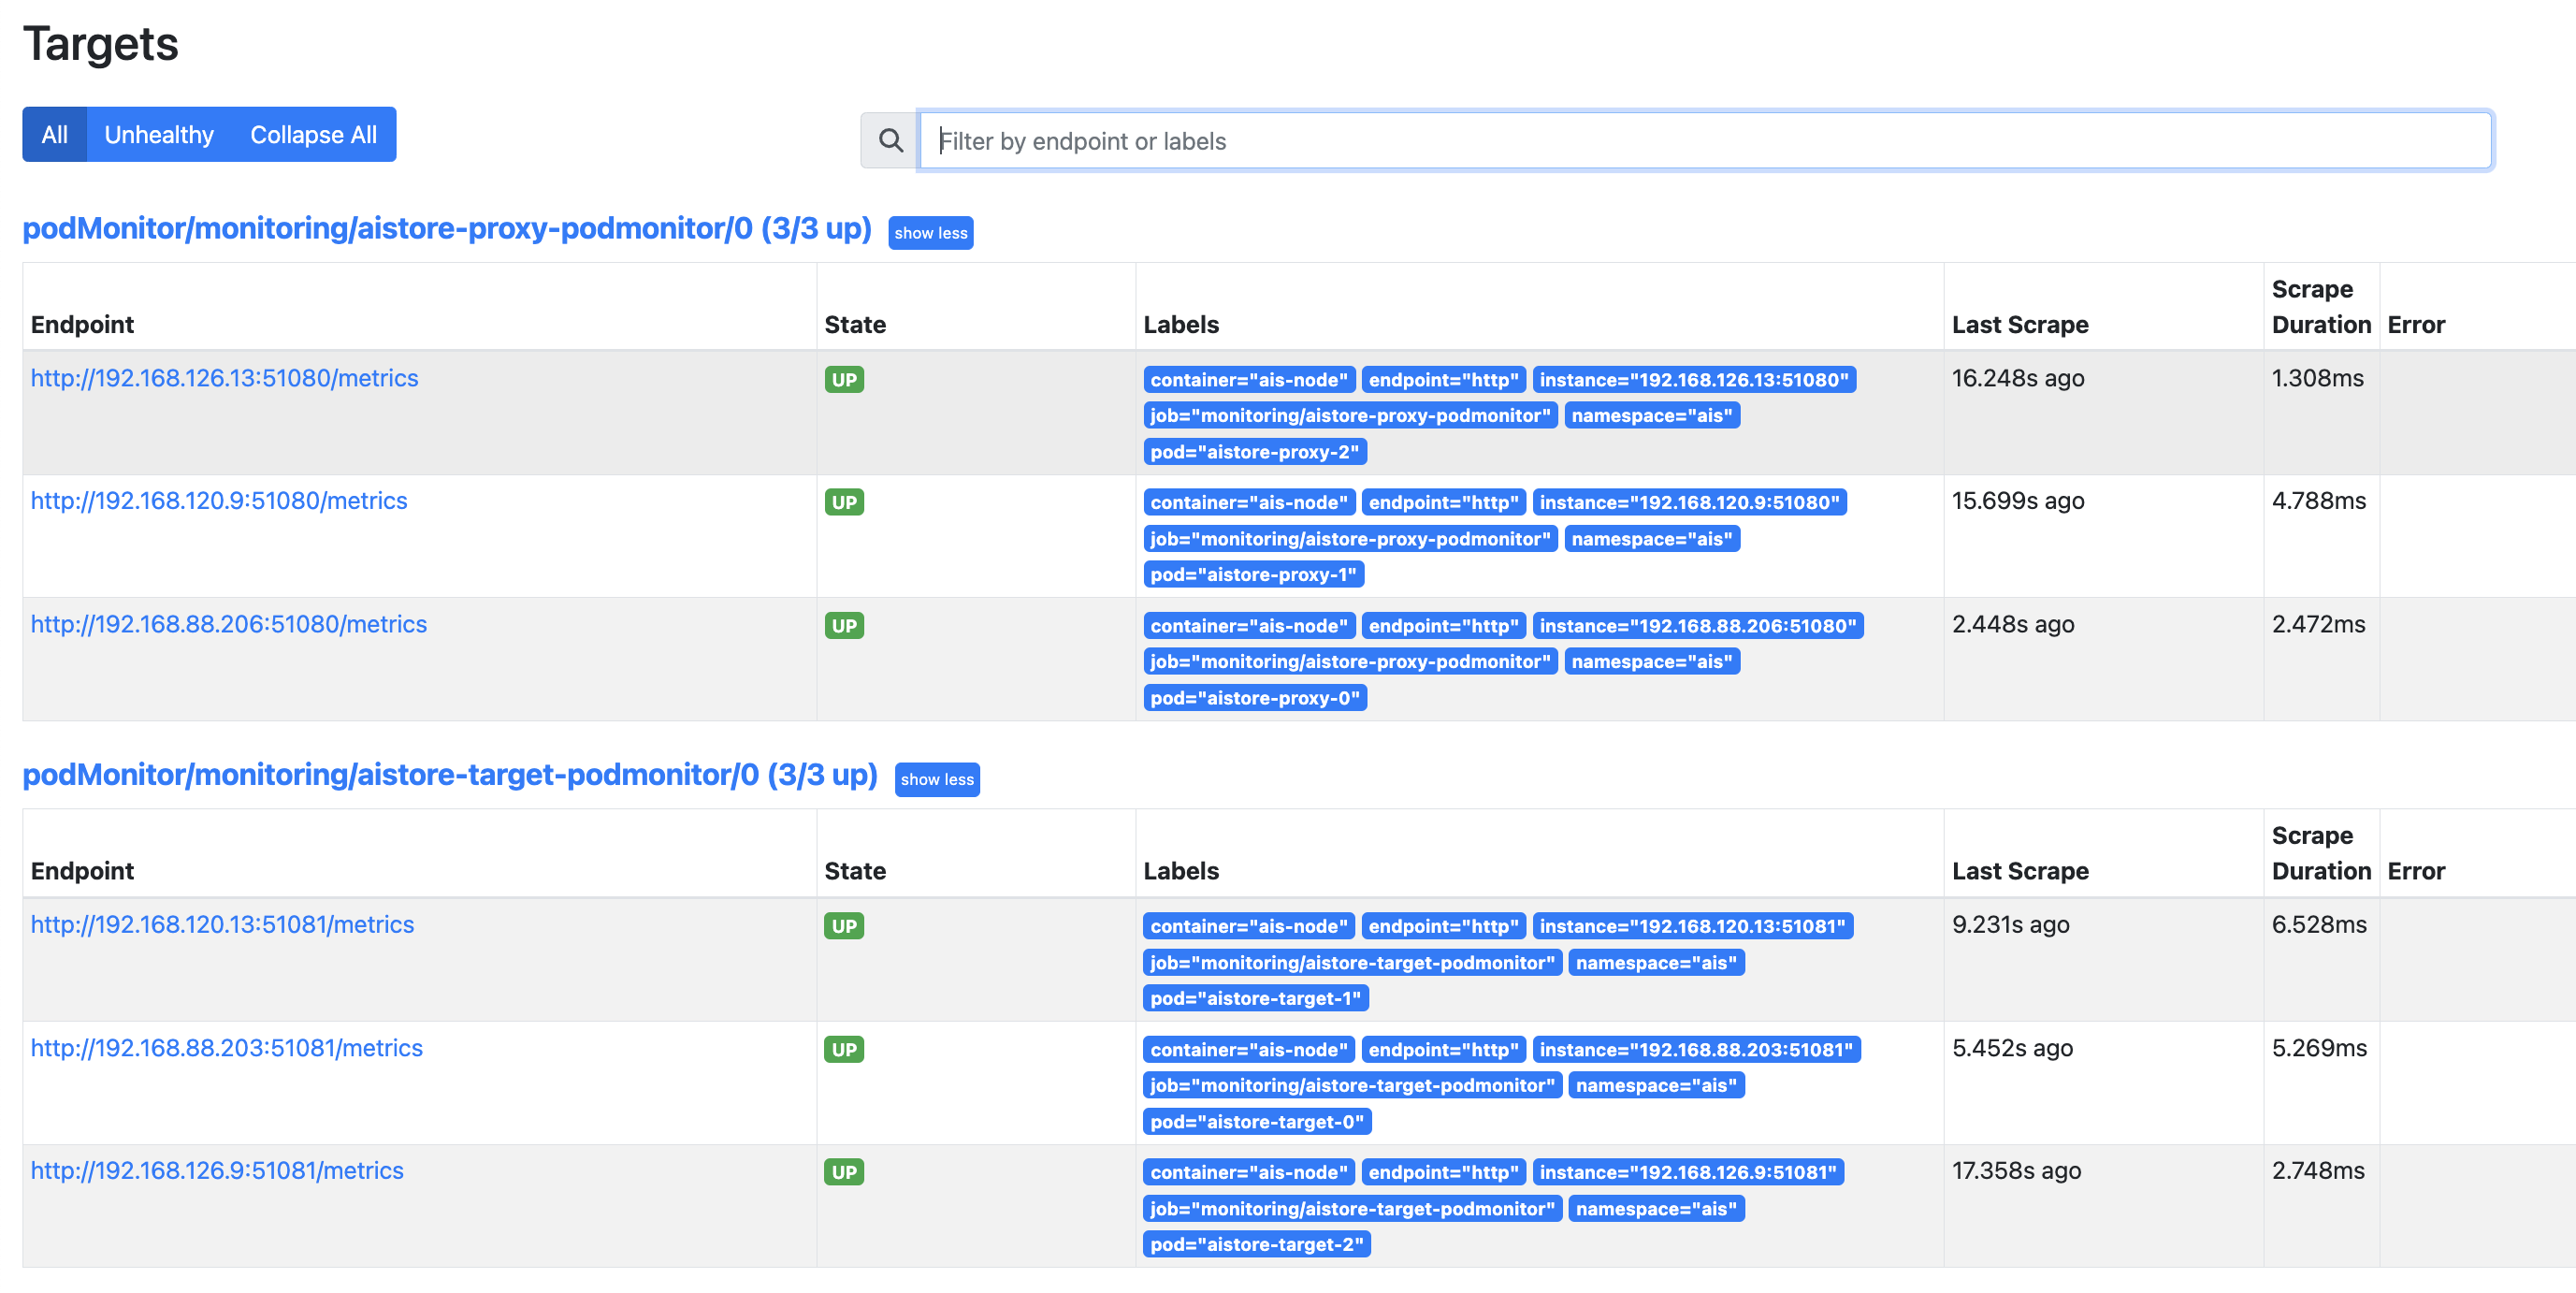 Targets
All Unhealthy Collapse All
Filter by endpoint or labels
podMonitor/monitoring/aistore-proxy-podmonitor/0 (3/3 up) show less
Endpoint State Labels Last Scrape Scrape Duration Error
http://192.168.126.13:51080/metrics UP container="ais-node" endpoint="http" instance="192.168.126.13:51080" 16.248s ago 1.308ms
job="monitoring/aistore-proxy-podmonitor" namespace="ais"
pod="aistore-proxy-2"
http://192.168.120.9:51080/metrics UP container="ais-node" endpoint="http" instance="192.168.120.9:51080" 15.699s ago 4.788ms
job="monitoring/aistore-proxy-podmonitor" namespace="ais"
pod="aistore-proxy-1"
http://192.168.88.206:51080/metrics UP container="ais-node" endpoint="http" instance="192.168.88.206:51080" 2.448s ago 2.472ms
job="monitoring/aistore-proxy-podmonitor" namespace="ais"
pod="aistore-proxy-0"
podMonitor/monitoring/aistore-target-podmonitor/0 (3/3 up) show less
Endpoint State Labels Last Scrape Scrape Duration Error
http://192.168.120.13:51081/metrics UP container="ais-node" endpoint="http" instance="192.168.120.13:51081" 9.231s ago 6.528ms
job="monitoring/aistore-target-podmonitor" namespace="ais"
pod="aistore-target-1"
http://192.168.88.203:51081/metrics UP container="ais-node" endpoint="http" instance="192.168.88.203:51081" 5.452s ago 5.269ms
job="monitoring/aistore-target-podmonitor" namespace="ais"
pod="aistore-target-0"
http://192.168.126.9:51081/metrics UP container="ais-node" endpoint="http" instance="192.168.126.9:51081" 17.358s ago 2.748ms
job="monitoring/aistore-target-podmonitor" namespace="ais"
pod="aistore-target-2"